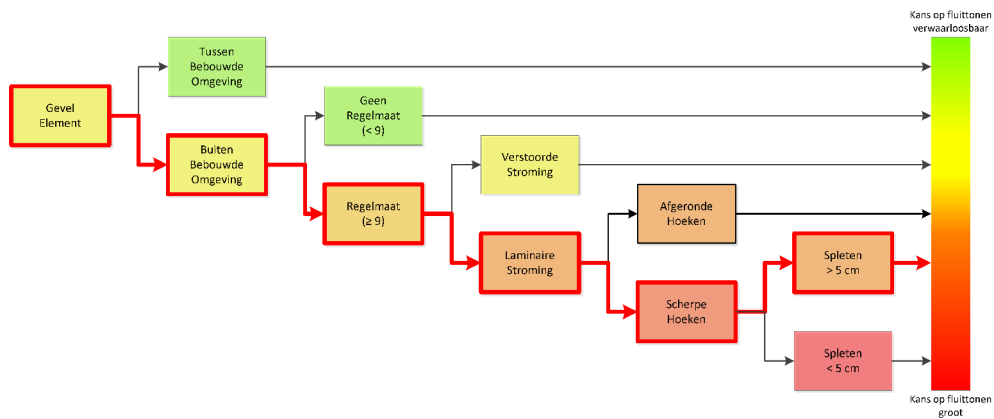 Kans op fluittonen
verwaarloosbaar
Tussen
Bebouwde
Omgeving
Gevel
Element
Geen
Regelmaat
(< 9)
Buiten
Bebouwde
Omgeving
Verstoorde
Stroming
Regelmaat
(≥ 9)
Afgeronde
Hoeken
Laminaire
Stroming
Spleten
> 5 cm
Scherpe
Hoeken
Spleten
< 5 cm
Kans op fluittonen
groot